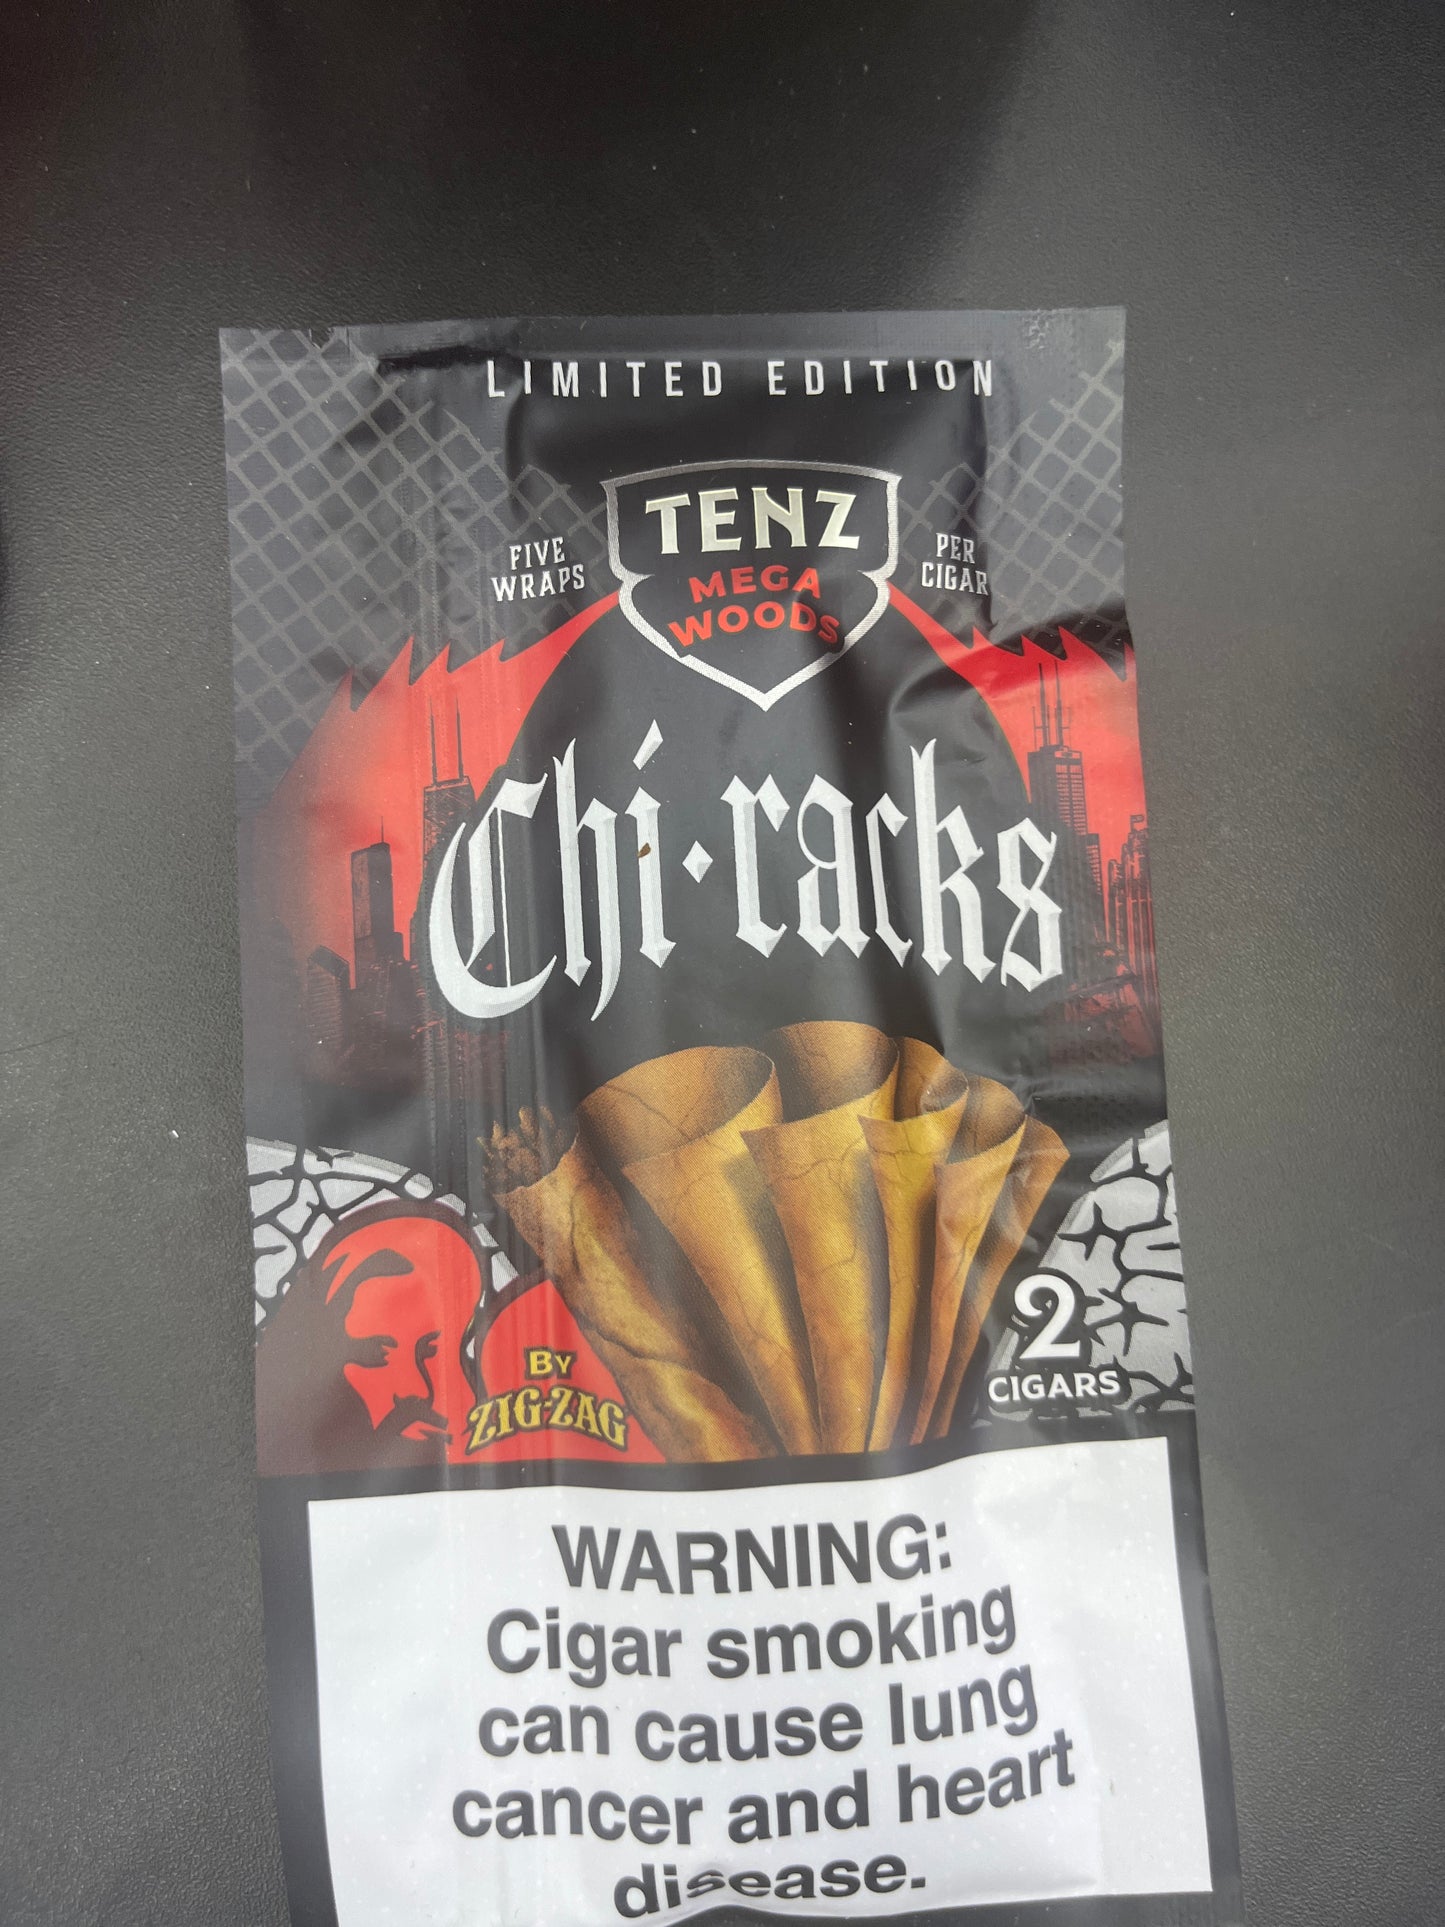 LIMITED EDITION
TENZ
MEGA
WOODS
FIVE
WRAPS
PER
CIGAR
Chi·racks
BY
ZIG-ZAG
2
CIGARS
WARNING:
Cigar smoking
can cause lung
cancer and heart
disease.